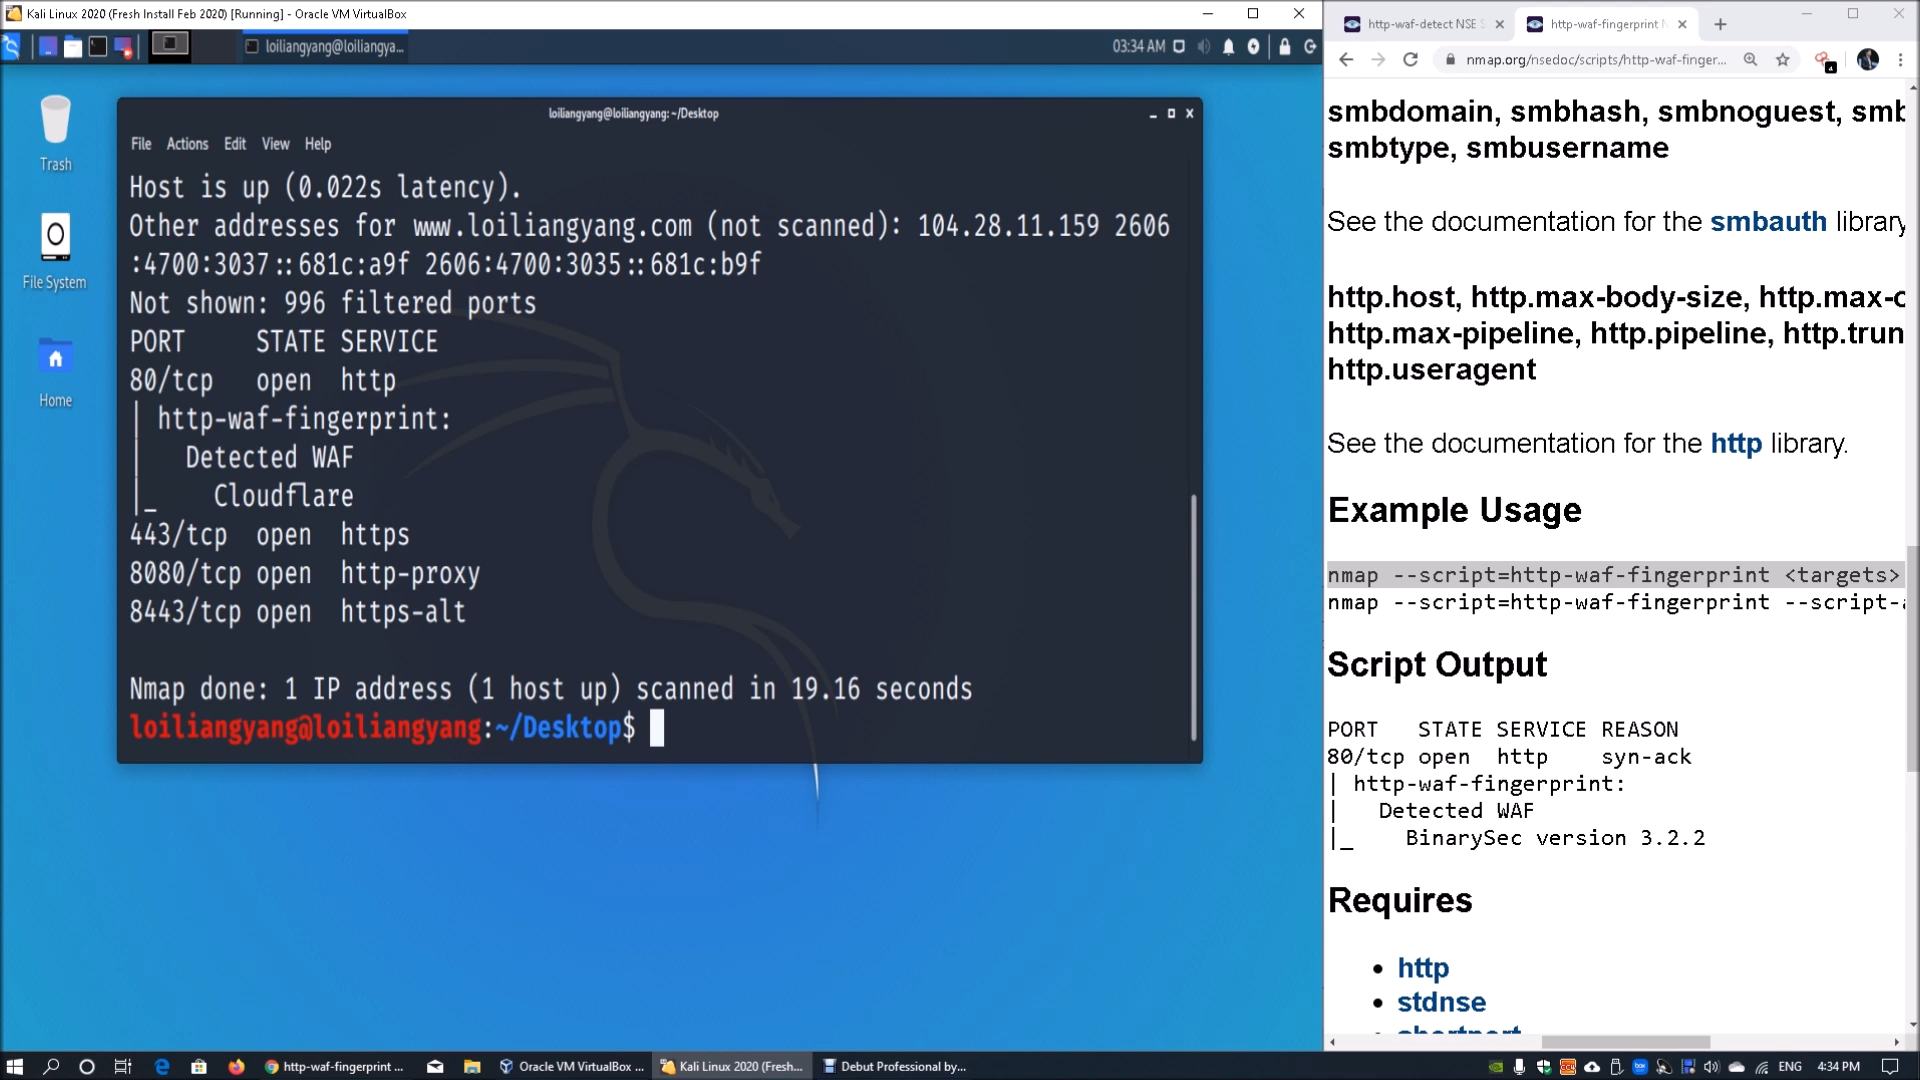 Kali Linux 2020 (Fresh Install Feb 2020) [Running] - Oracle VM VirtualBox
loiliangyang@loiliangya...
03:34 AM
Trash
File System
Home
loiliangyang@loiliangyang: ~/Desktop
File Actions Edit View Help
Host is up (0.022s latency).
Other addresses for www.loiliangyang.com (not scanned): 104.28.11.159 2606
:4700:3037::681c:a9f 2606:4700:3035::681c:b9f
Not shown: 996 filtered ports
PORT STATE SERVICE
80/tcp open http
| http-waf-fingerprint:
| Detected WAF
|_ Cloudflare
443/tcp open https
8080/tcp open http-proxy
8443/tcp open https-alt
Nmap done: 1 IP address (1 host up) scanned in 19.16 seconds
loiliangyang@loiliangyang:~/Desktop$
http-waf-detect NSE S
http-waf-fingerprint N
nmap.org/nsedoc/scripts/http-waf-finger...
smbdomain, smbhash, smbnoguest, smb
smbtype, smbusername
See the documentation for the smbauth library
http.host, http.max-body-size, http.max-c
http.max-pipeline, http.pipeline, http.trun
http.useragent
See the documentation for the http library.
Example Usage
nmap --script=http-waf-fingerprint <targets>
nmap --script=http-waf-fingerprint --script-a
Script Output
PORT STATE SERVICE REASON
80/tcp open http syn-ack
| http-waf-fingerprint:
| Detected WAF
|_ BinarySec version 3.2.2
Requires
• http
• stdnse
• shortport
http-waf-fingerprint ...
Oracle VM VirtualBox ...
Kali Linux 2020 (Fresh...
Debut Professional by...
ENG
4:34 PM